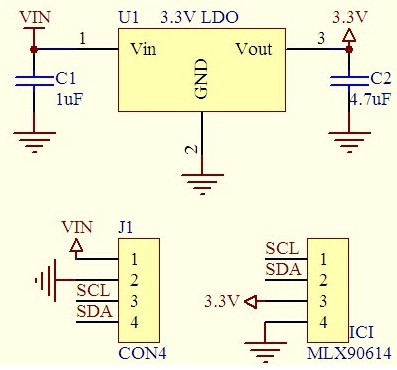 VIN U1 3.3V LDO 3.3V
1 Vin Vout 3
GND
C1
1uF
C2
4.7uF
2
VIN J1
1
2
SCL 3
SDA 4
CON4
SCL 1
SDA 2
3.3V 3
4
ICI
MLX90614